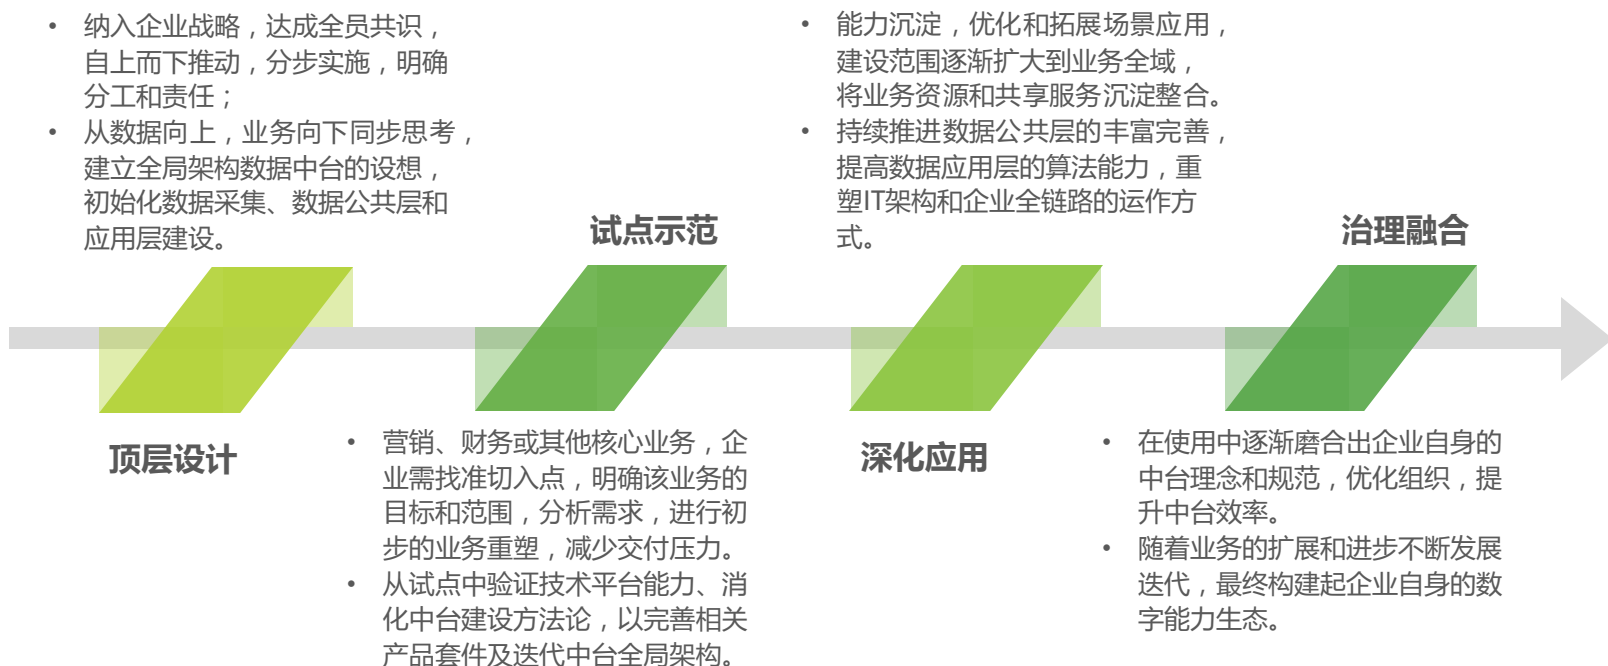 • 纳入企业战略，达成全员共识，
自上而下推动，分步实施，明确
分工和责任；
• 从数据向上，业务向下同步思考，
建立全局架构数据中台的设想，
初始化数据采集、数据公共层和
应用层建设。
顶层设计
试点示范
• 营销、财务或其他核心业务，企
业需找准切入点，明确该业务的
目标和范围，分析需求，进行初
步的业务重塑，减少交付压力。
• 从试点中验证技术平台能力、消
化中台建设方法论，以完善相关
产品套件及迭代中台全局架构。
• 能力沉淀，优化和拓展场景应用，
建设范围逐渐扩大到业务全域，
将业务资源和共享服务沉淀整合。
• 持续推进数据公共层的丰富完善，
提高数据应用层的算法能力，重
塑IT架构和企业全链路的运作方
式。
深化应用
治理融合
• 在使用中逐渐磨合出企业自身的
中台理念和规范，优化组织，提
升中台效率。
• 随着业务的扩展和进步不断发展
迭代，最终构建起企业自身的数
字能力生态。